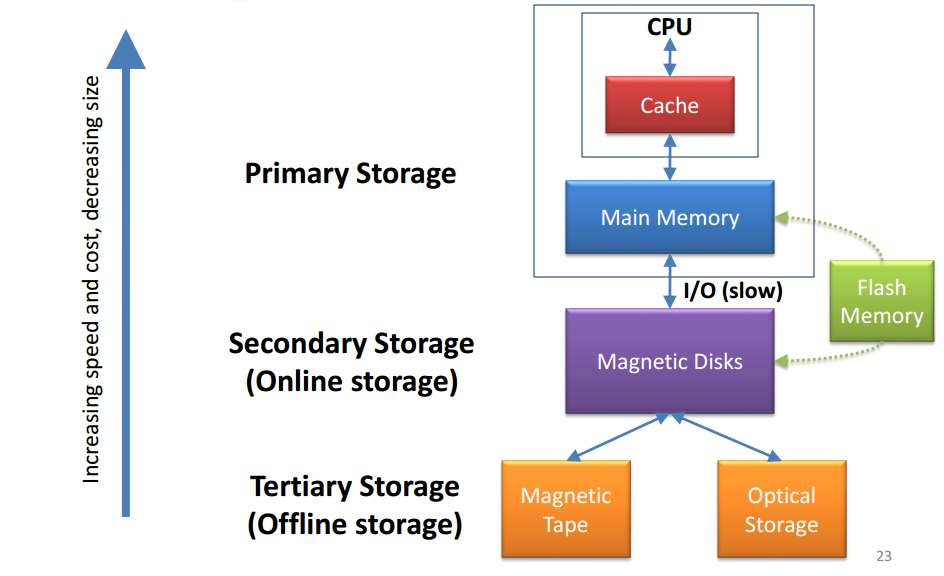 Increasing speed and cost, decreasing size
CPU
Cache
Primary Storage
Main Memory
I/O (slow)
Flash
Memory
Secondary Storage
(Online storage)
Magnetic Disks
Tertiary Storage
(Offline storage)
Magnetic
Tape
Optical
Storage
23